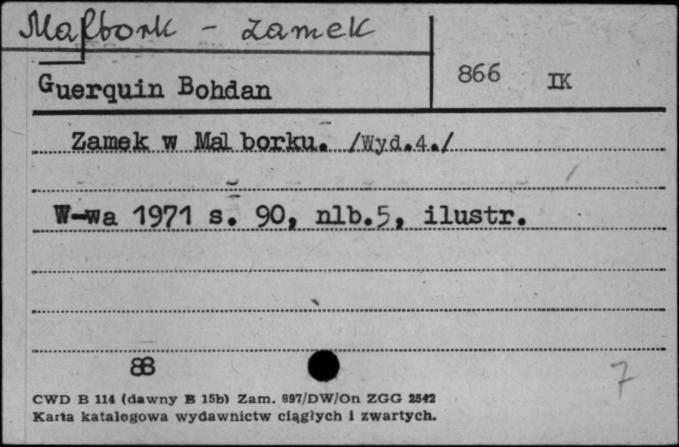 Malbork - zamek
Guerquin Bohdan
866 IK
Zamek w Malborku. /Wyd.4./
W-wa 1971 s. 90, nlb.5, ilustr.
88
7
CWD B 114 (dawny B 15b) Zam. 897/DW/On ZGG 2542
Karta katalogowa wydawnictw ciągłych i zwartych.